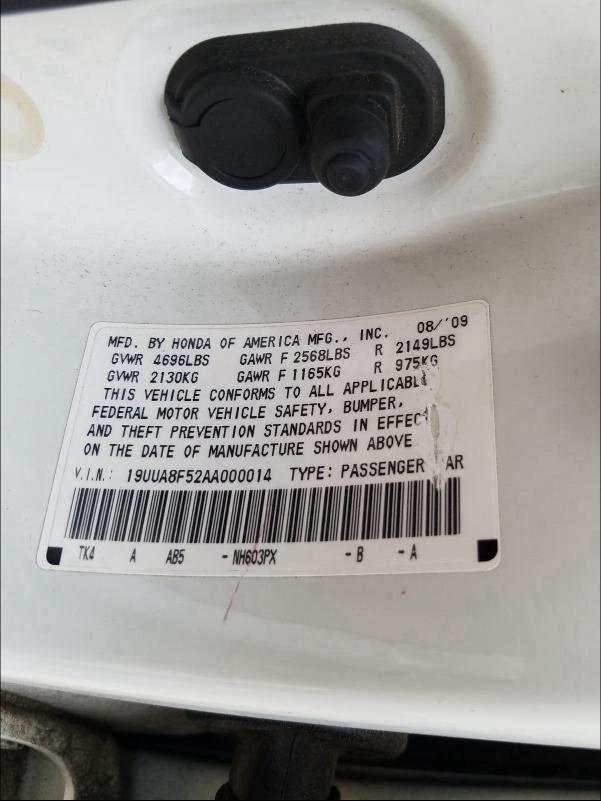 MFD. BY HONDA OF AMERICA MFG., INC. 08/'09
GVWR 4696LBS GAWR F 2568LBS R 2149LBS
GVWR 2130KG GAWR F 1165KG R 975KG
THIS VEHICLE CONFORMS TO ALL APPLICABL
FEDERAL MOTOR VEHICLE SAFETY, BUMPER,
AND THEFT PREVENTION STANDARDS IN EFFEC
ON THE DATE OF MANUFACTURE SHOWN ABOVE
V.I.N.: 19UUA8F52AA000014 TYPE: PASSENGER AR
TK4 A AB5 -NH603PX -B -A